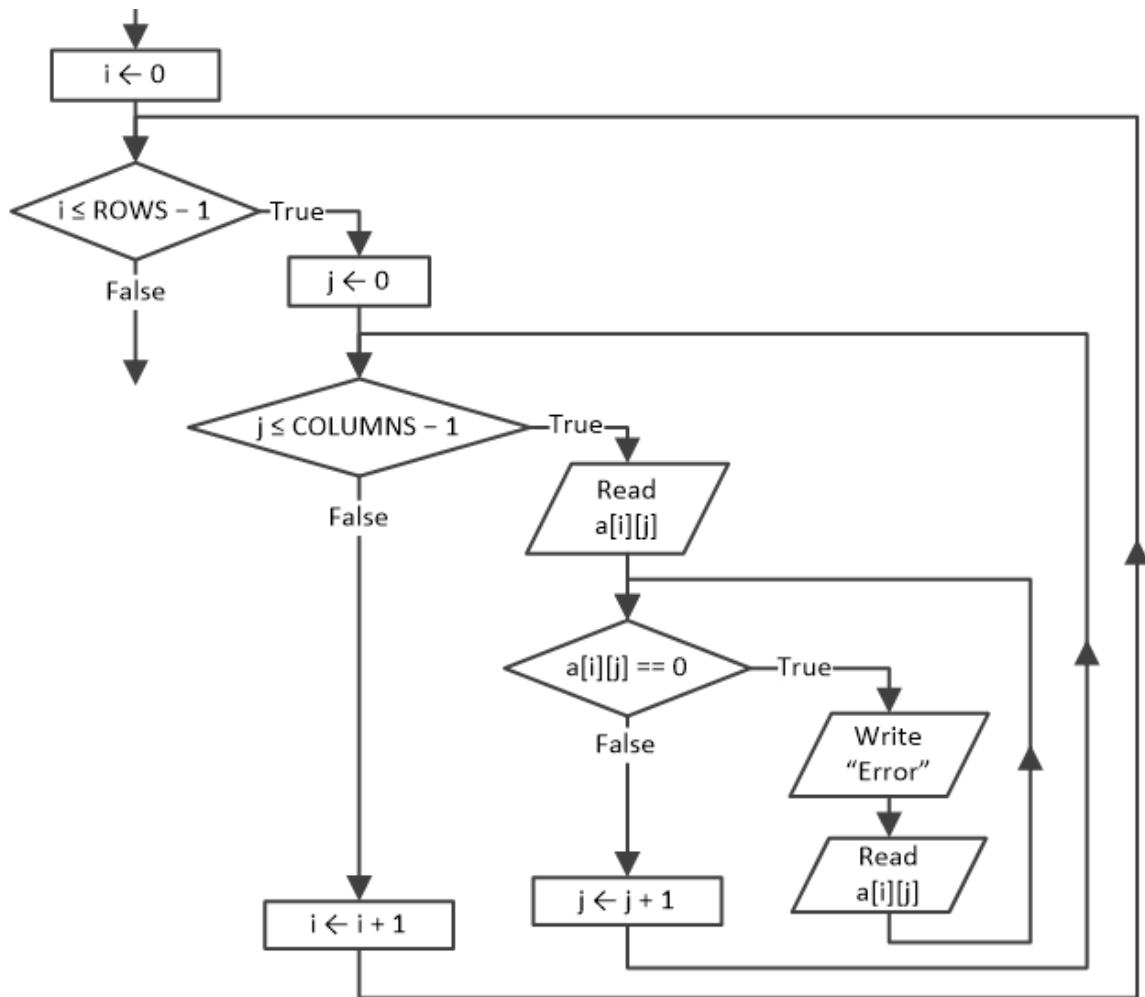 i ← 0
i ≤ ROWS − 1
True
False
j ← 0
j ≤ COLUMNS − 1
True
False
Read
a[i][j]
a[i][j] == 0
True
False
Write
“Error”
Read
a[i][j]
j ← j + 1
i ← i + 1